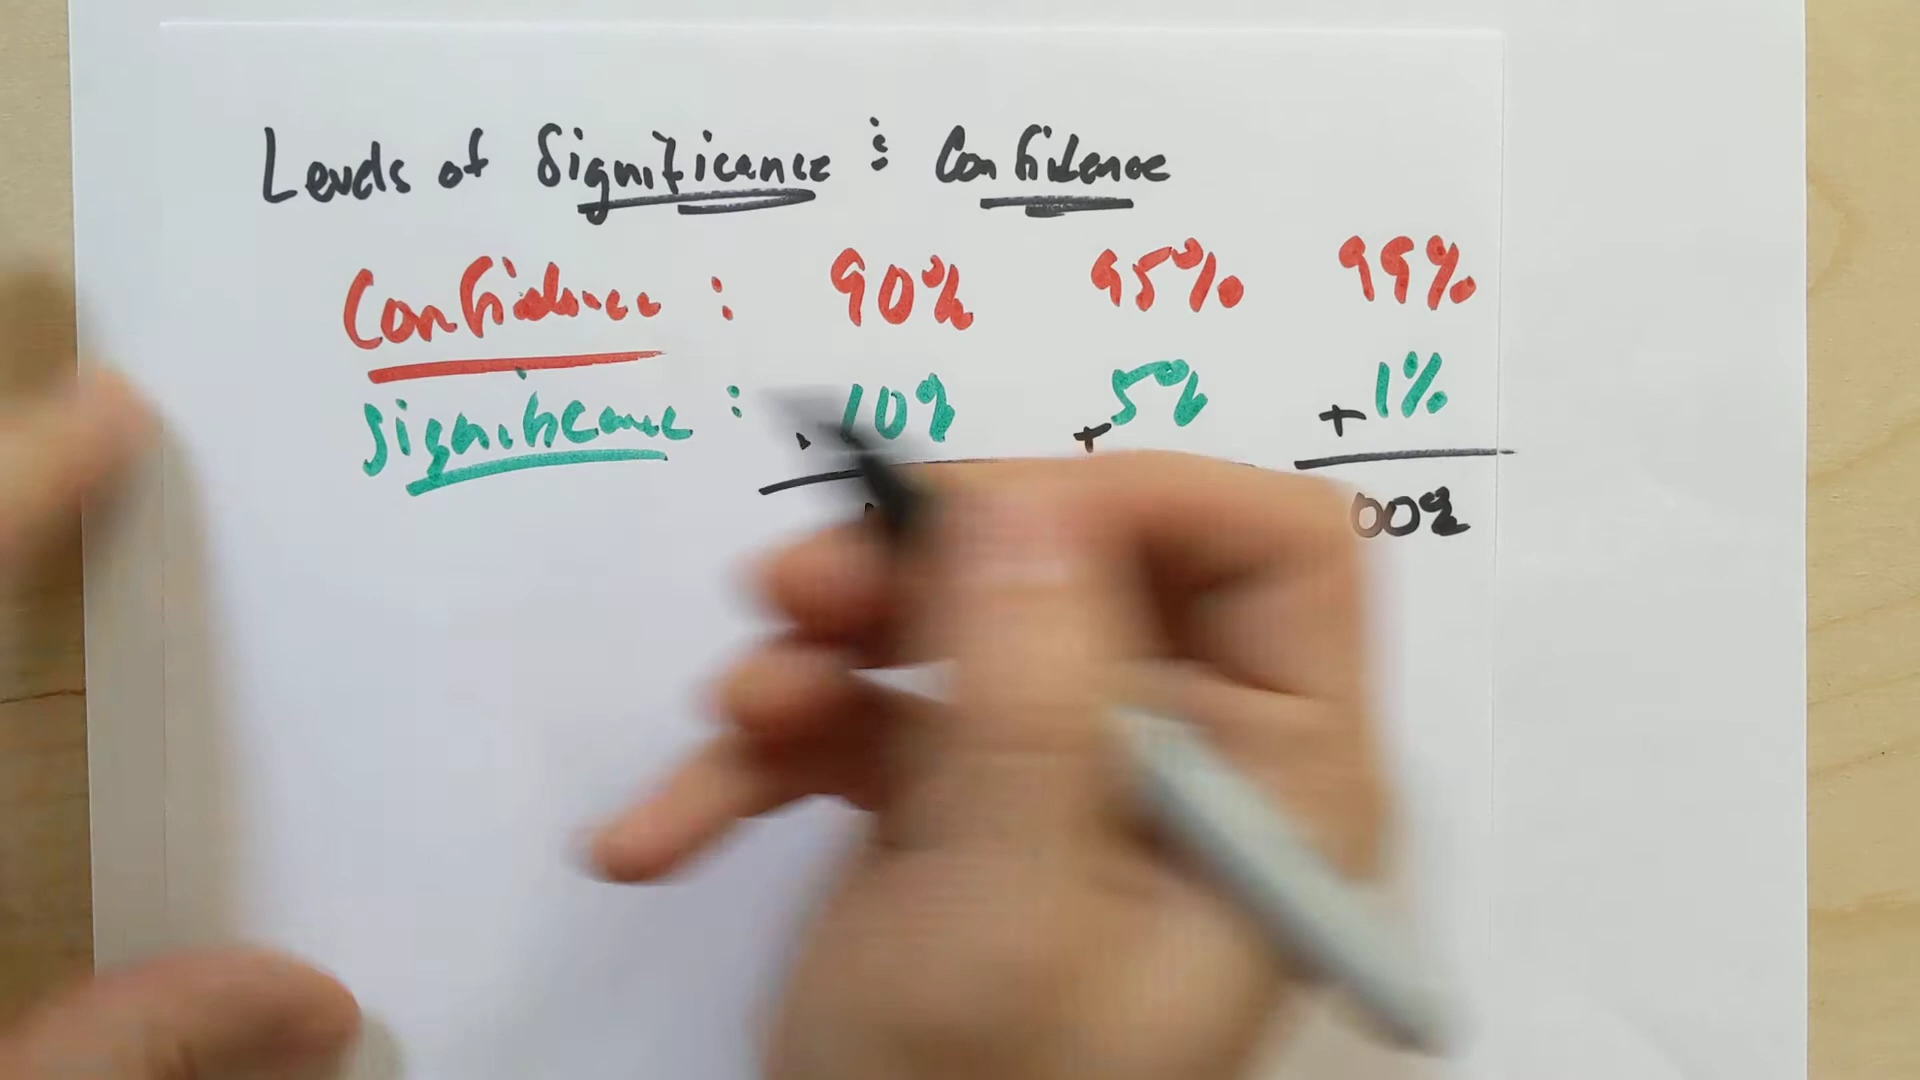 Levels of Significance & Confidence
Confidence : 90% 95% 99%
Significance : 10% + 5% + 1%
00%